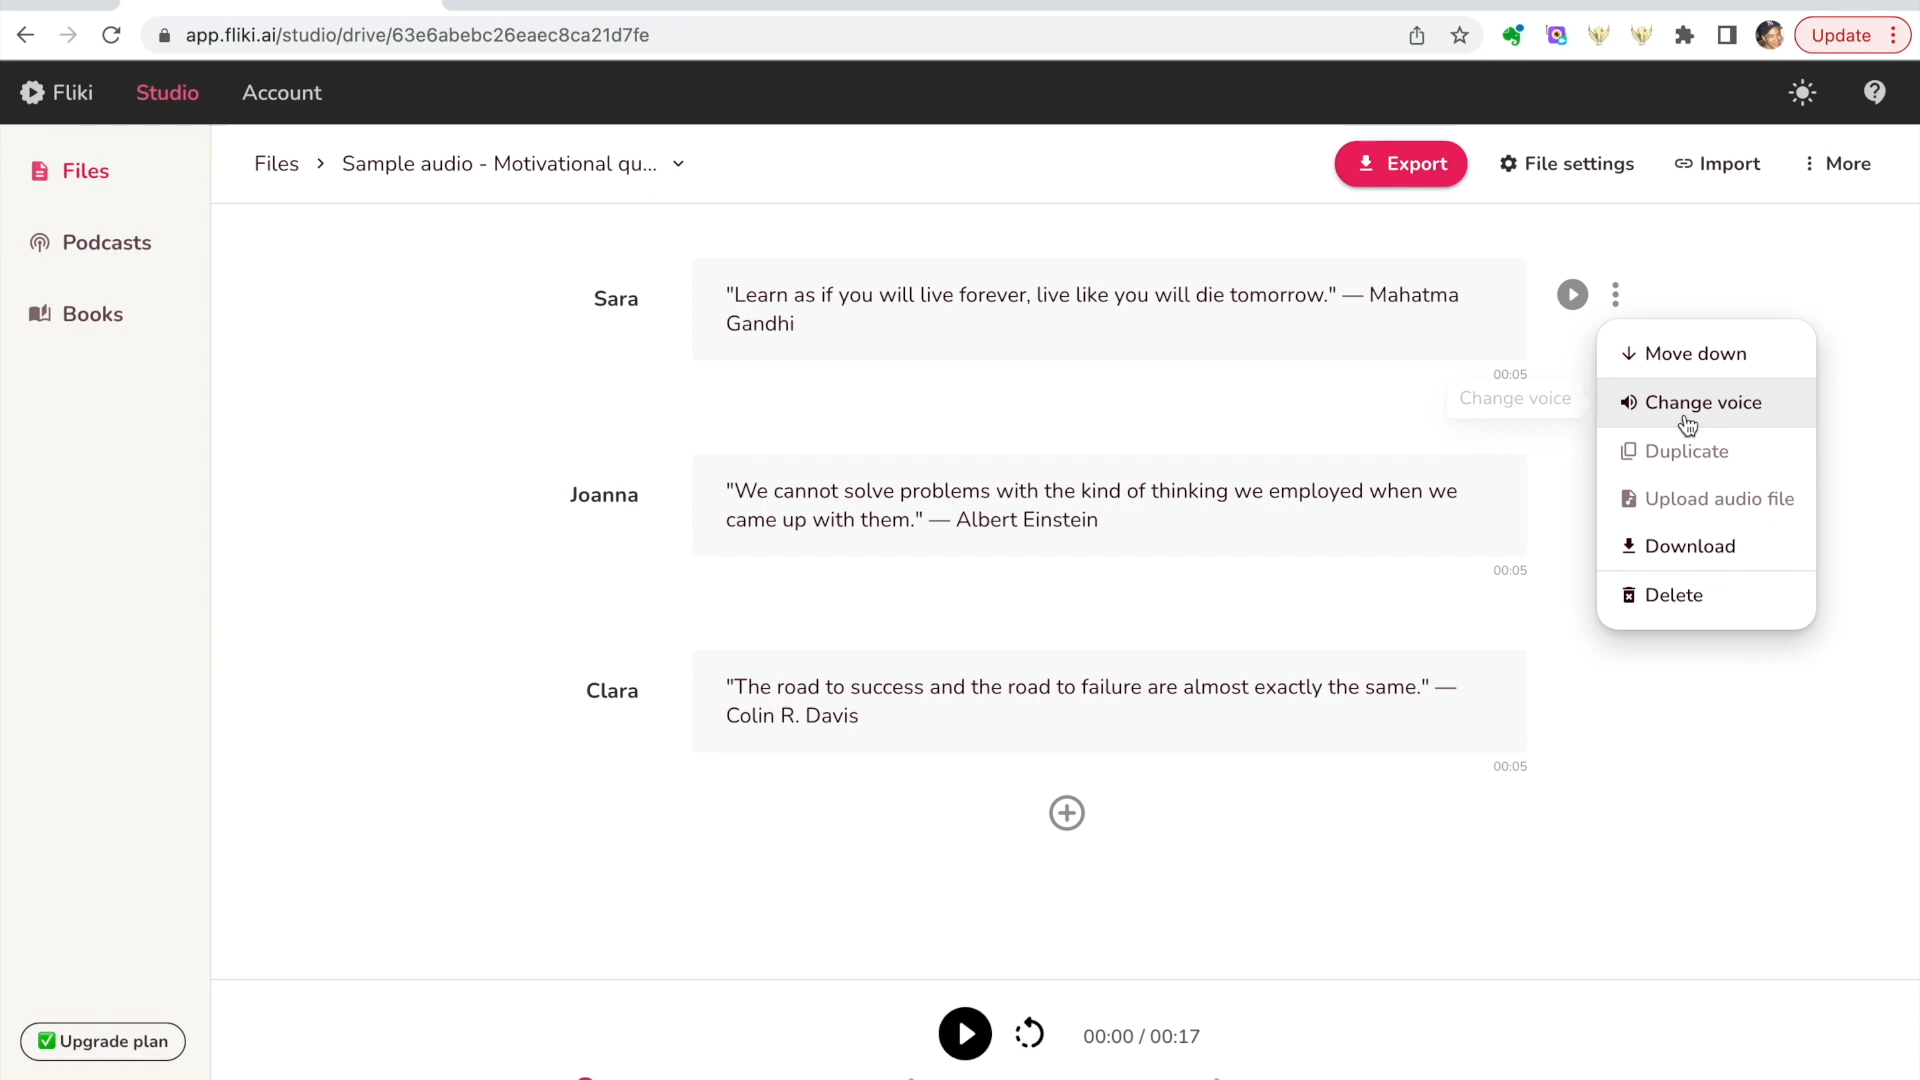 app.fliki.ai/studio/drive/63e6abebc26eaec8ca21d7fe
Update
Fliki
Studio
Account
Files
Podcasts
Books
Files
Sample audio - Motivational qu...
Export
File settings
Import
More
Sara
"Learn as if you will live forever, live like you will die tomorrow." — Mahatma
Gandhi
00:05
Change voice
Move down
Change voice
Duplicate
Upload audio file
Download
Delete
Joanna
"We cannot solve problems with the kind of thinking we employed when we
came up with them." — Albert Einstein
00:05
Clara
"The road to success and the road to failure are almost exactly the same." —
Colin R. Davis
00:05
Upgrade plan
00:00 / 00:17